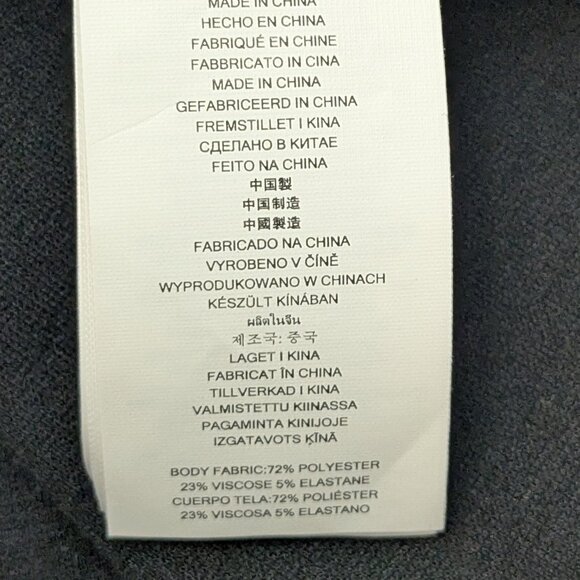 MADE IN CHINA
HECHO EN CHINA
FABRIQUÉ EN CHINE
FABBRICATO IN CINA
MADE IN CHINA
GEFABRICEERD IN CHINA
FREMSTILLET I KINA
СДЕЛАНО В КИТАЕ
FEITO NA CHINA
中国製
中国制造
中國製造
FABRICADO NA CHINA
VYROBENO V ČÍNĚ
WYPRODUKOWANO W CHINACH
KÉSZÜLT KÍNÁBAN
ผลิตในจีน
제조국: 중국
LAGET I KINA
FABRICAT ÎN CHINA
TILLVERKAD I KINA
VALMISTETTU KIINASSA
PAGAMINTA KINIJOJE
IZGATAVOTS ĶĪNĀ
BODY FABRIC:72% POLYESTER
23% VISCOSE 5% ELASTANE
CUERPO TELA:72% POLIÉSTER
23% VISCOSA 5% ELASTANO